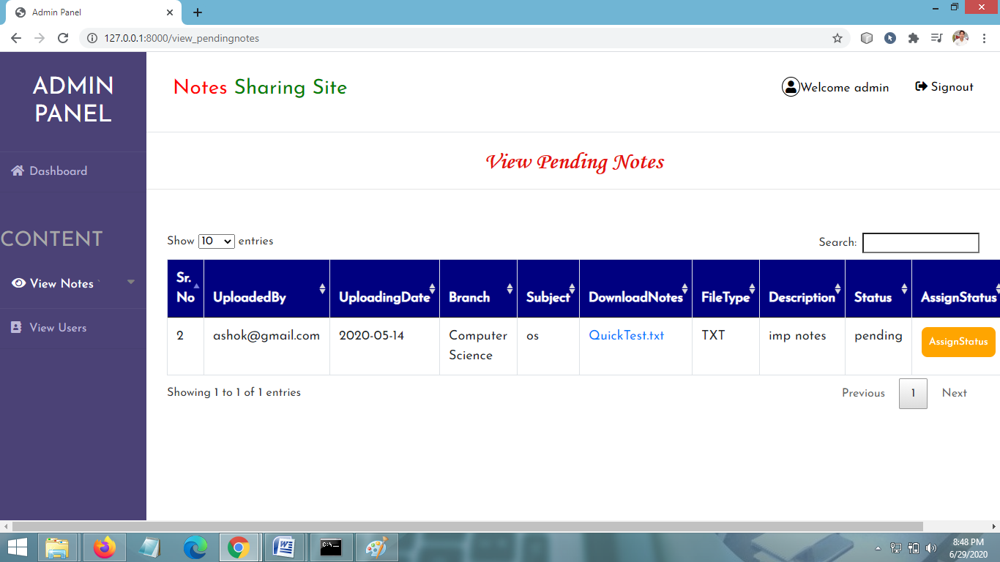 Admin Panel
127.0.0.1:8000/view_pendingnotes
ADMIN
PANEL
Notes Sharing Site
Welcome admin
Signout
View Pending Notes
Dashboard
CONTENT
View Notes `
View Users
Show 10 entries
Search:
Sr. No UploadedBy UploadingDate Branch Subject DownloadNotes FileType Description Status AssignStatus
2 ashok@gmail.com 2020-05-14 Computer Science os QuickTest.txt TXT imp notes pending AssignStatus
Showing 1 to 1 of 1 entries
Previous 1 Next
C:\_
8:48 PM
6/29/2020